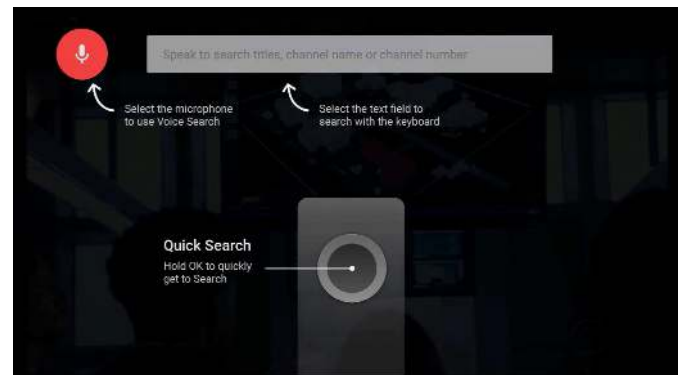 Speak to search titles, channel name or channel number
Select the microphone
to use Voice Search
Select the text field to
search with the keyboard
Quick Search
Hold OK to quickly
get to Search